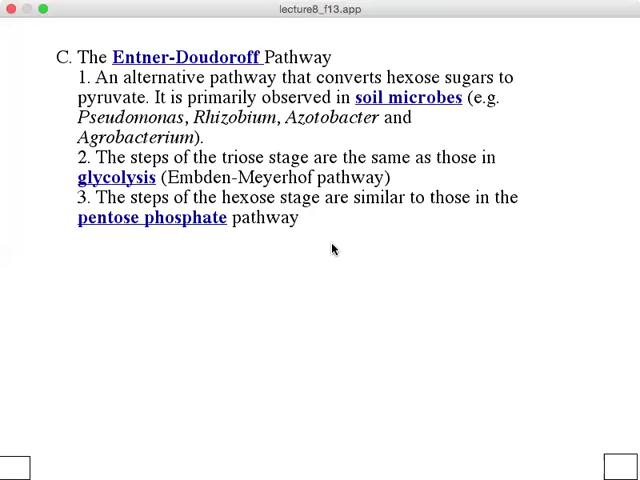 lecture8_f13.app
C. The Entner-Doudoroff Pathway
1. An alternative pathway that converts hexose sugars to
pyruvate. It is primarily observed in soil microbes (e.g.
Pseudomonas, Rhizobium, Azotobacter and
Agrobacterium).
2. The steps of the triose stage are the same as those in
glycolysis (Embden-Meyerhof pathway)
3. The steps of the hexose stage are similar to those in the
pentose phosphate pathway